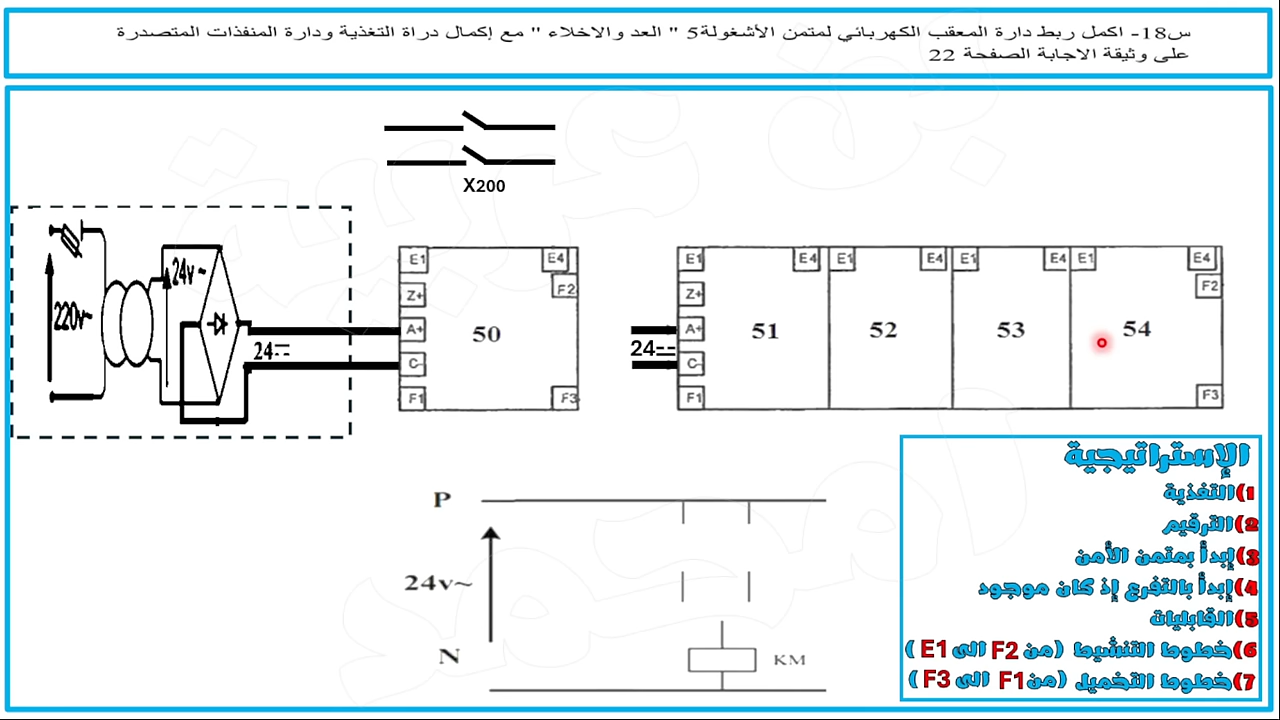 س18- اكمل ربط دارة المعقب الكهربائي لمتمن الأشغولة5 " العد والاخلاء " مع إكمال دراة التغذية ودارة المنفذات المتصدرة
على وثيقة الاجابة الصفحة 22
X200
220v~
24v~
24
E1
Z+
A+
C-
F1
50
E4
F2
F3
24
E1
Z+
A+
C-
F1
51
E4
E1
52
E4
E1
53
E4
E1
54
E4
F2
F3
P
24v~
N
KM
الإستراتيجية
1)التغذية
2)الترقيم
3)إبدأ بمتمن الأمن
4)إبدأ بالتفرع إذ كان موجود
5)القابليات
6)خطوط التنشيط (من F2 الى E1 )
7)خطوط التخميل (من F1 الى F3 )